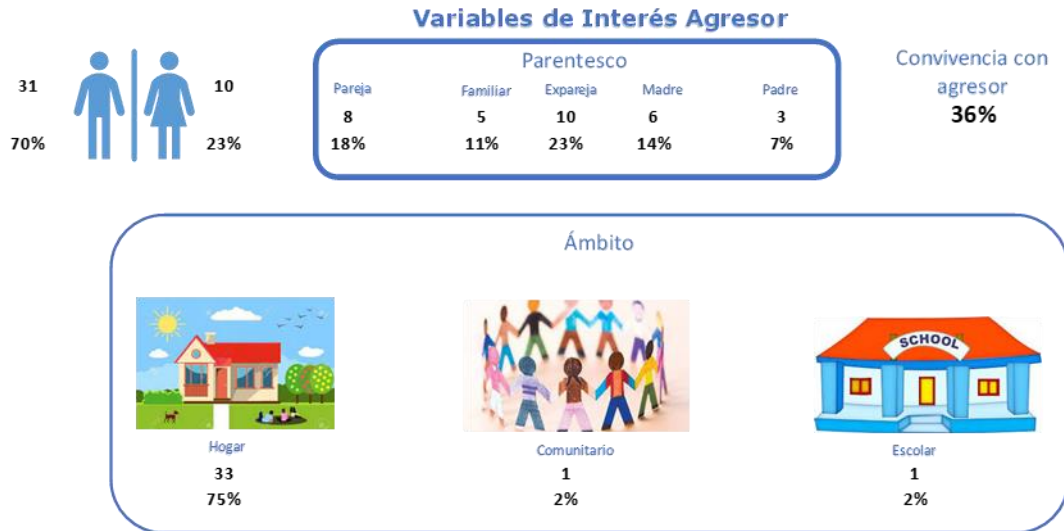 Variables de Interés Agresor
31
70%
10
23%
Parentesco
Pareja Familiar Expareja Madre Padre
8 5 10 6 3
18% 11% 23% 14% 7%
Convivencia con
agresor
36%
Ámbito
SCHOOL
Hogar Comunitario Escolar
33 1 1
75% 2% 2%